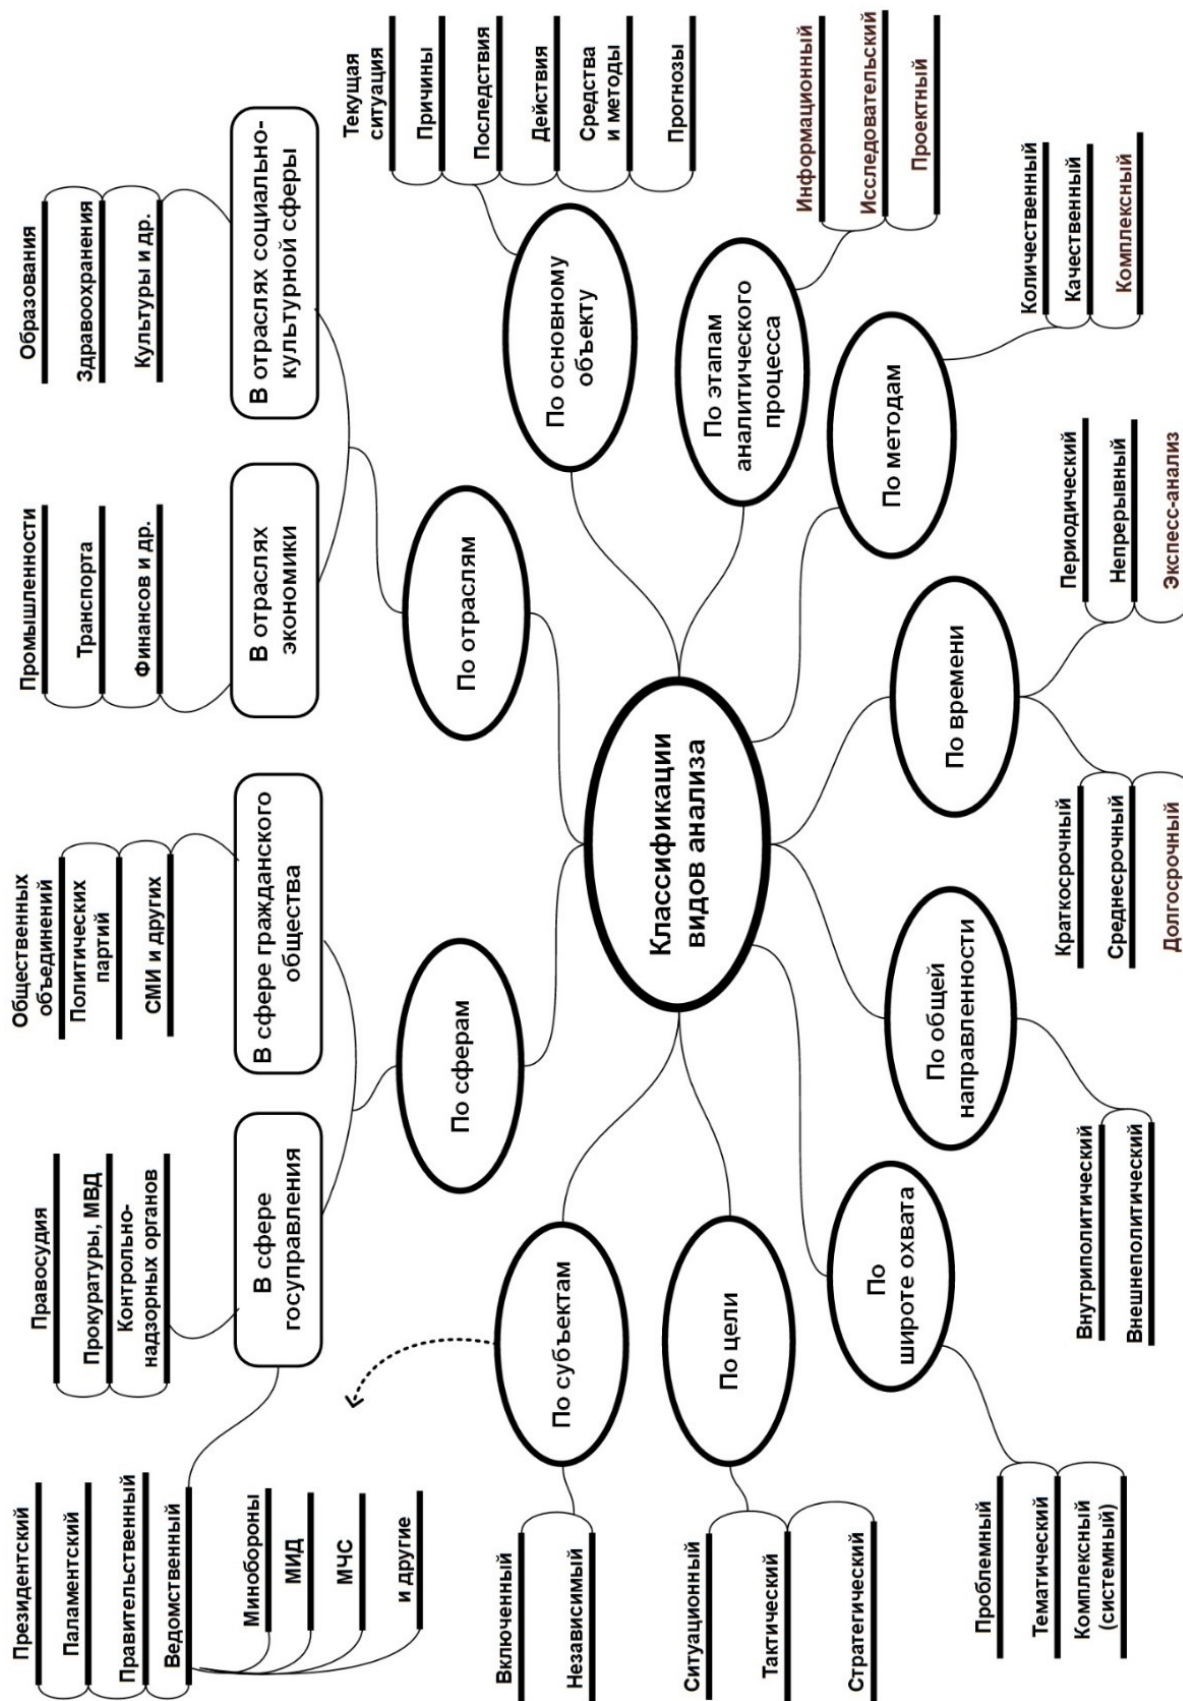 Президентский
Паламентский
Правительственный
Ведомственный
Минобороны
МИД
МЧС
и другие
Правосудия
Прокуратуры, МВД
Контрольно-
надзорных органов
В сфере
госуправления
Общественных
объединений
Политических
партий
СМИ и других
В сфере гражданского
общества
По сферам
Промышленности
Транспорта
Финансов и др.
В отраслях
экономики
Образования
Здравоохранения
Культуры и др.
В отраслях социально-
культурной сферы
По отраслям
Текущая
ситуация
Причины
Последствия
Действия
Средства
и методы
Прогнозы
По основному
объекту
Информационный
Исследовательский
Проектный
По этапам
аналитического
процесса
Количественный
Качественный
Комплексный
По методам
Классификации
видов анализа
По субъектам
Включенный
Независимый
По цели
Ситуационный
Тактический
Стратегический
По
широте охвата
Проблемный
Тематический
Комплексный
(системный)
По общей
направленности
Внутриполитический
Внешнеполитический
По времени
Краткосрочный
Среднесрочный
Долгосрочный
Периодический
Непрерывный
Экспесс-анализ